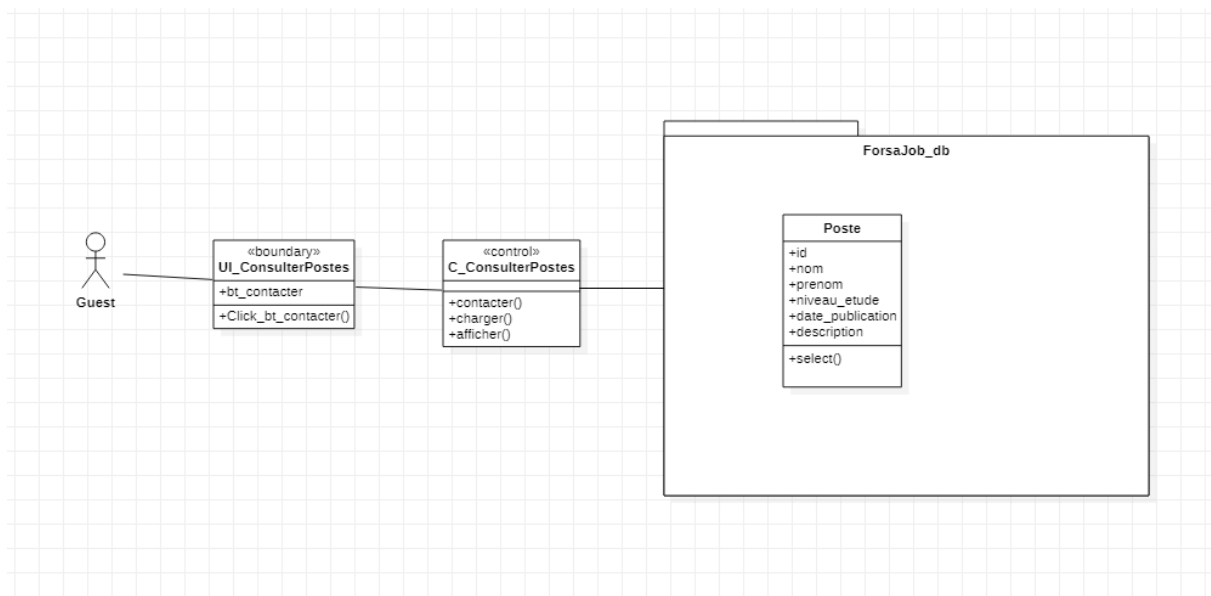 Guest
«boundary»
UI_ConsulterPostes
+bt_contacter
+Click_bt_contacter()
«control»
C_ConsulterPostes
+contacter()
+charger()
+afficher()
ForsaJob_db
Poste
+id
+nom
+prenom
+niveau_etude
+date_publication
+description
+select()